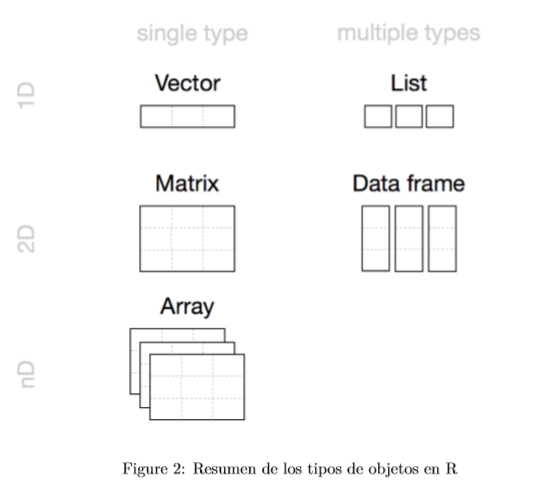 single type multiple types
1D
Vector List
2D
Matrix Data frame
nD
Array
Figure 2: Resumen de los tipos de objetos en R